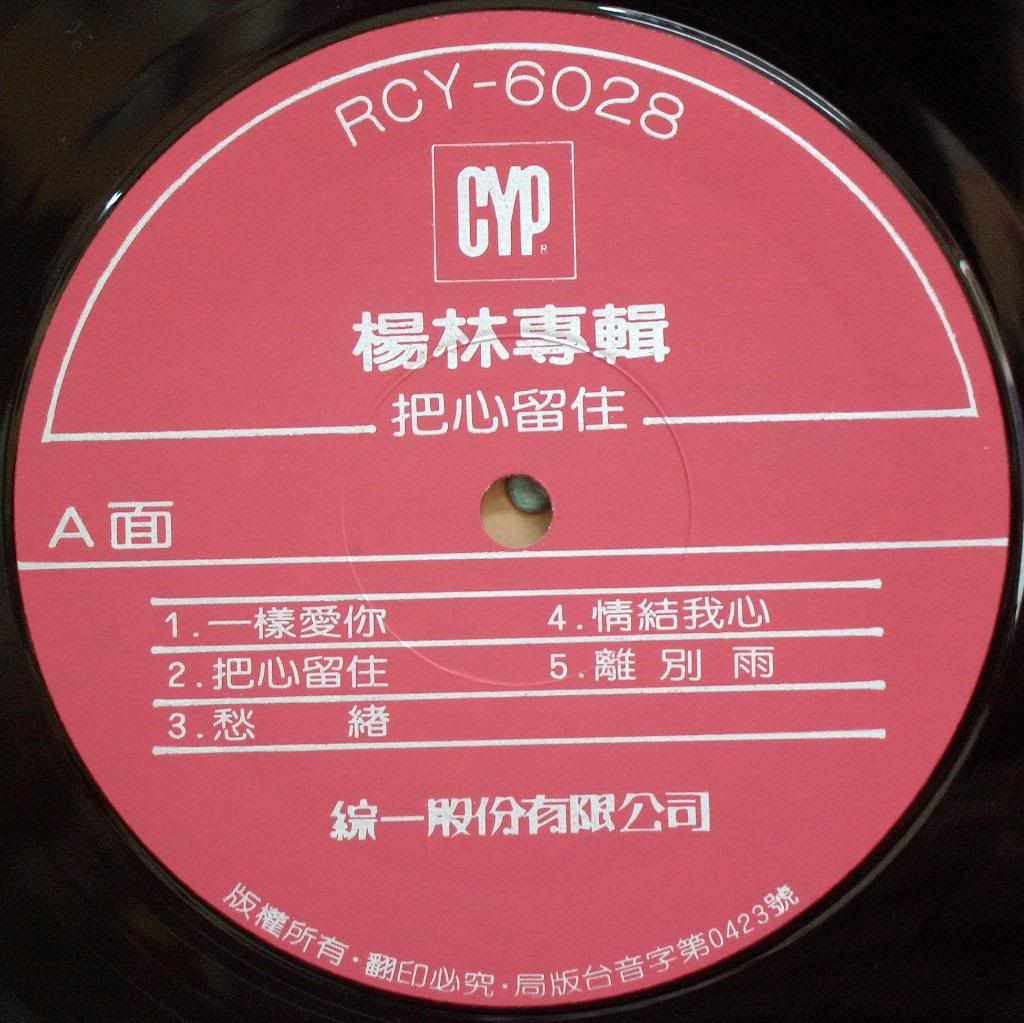 RCY-6028
CYP
R
楊林專輯
把心留住
A面
1.一樣愛你
2.把心留住
3.愁 緒
4.情結我心
5.離別雨
綜一股份有限公司
版權所有·翻印必究·局版台音字第0423號